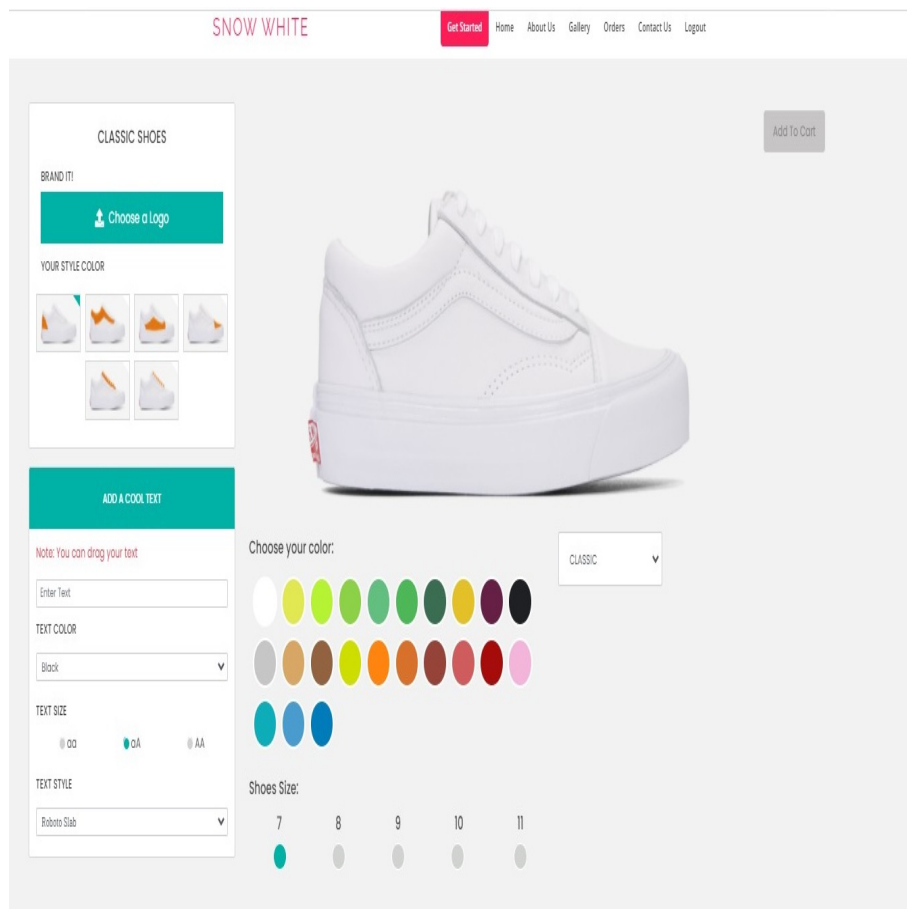 SNOW WHITE
Get Started Home About Us Gallery Orders Contact Us Logout
CLASSIC SHOES
BRAND IT!
Choose a Logo
YOUR STYLE COLOR
Add To Cart
ADD A COOL TEXT
Note: You can drag your text
Enter Text
TEXT COLOR
Black
TEXT SIZE
aa aA AA
TEXT STYLE
Roboto Slab
Choose your color:
CLASSIC
Shoes Size:
7 8 9 10 11